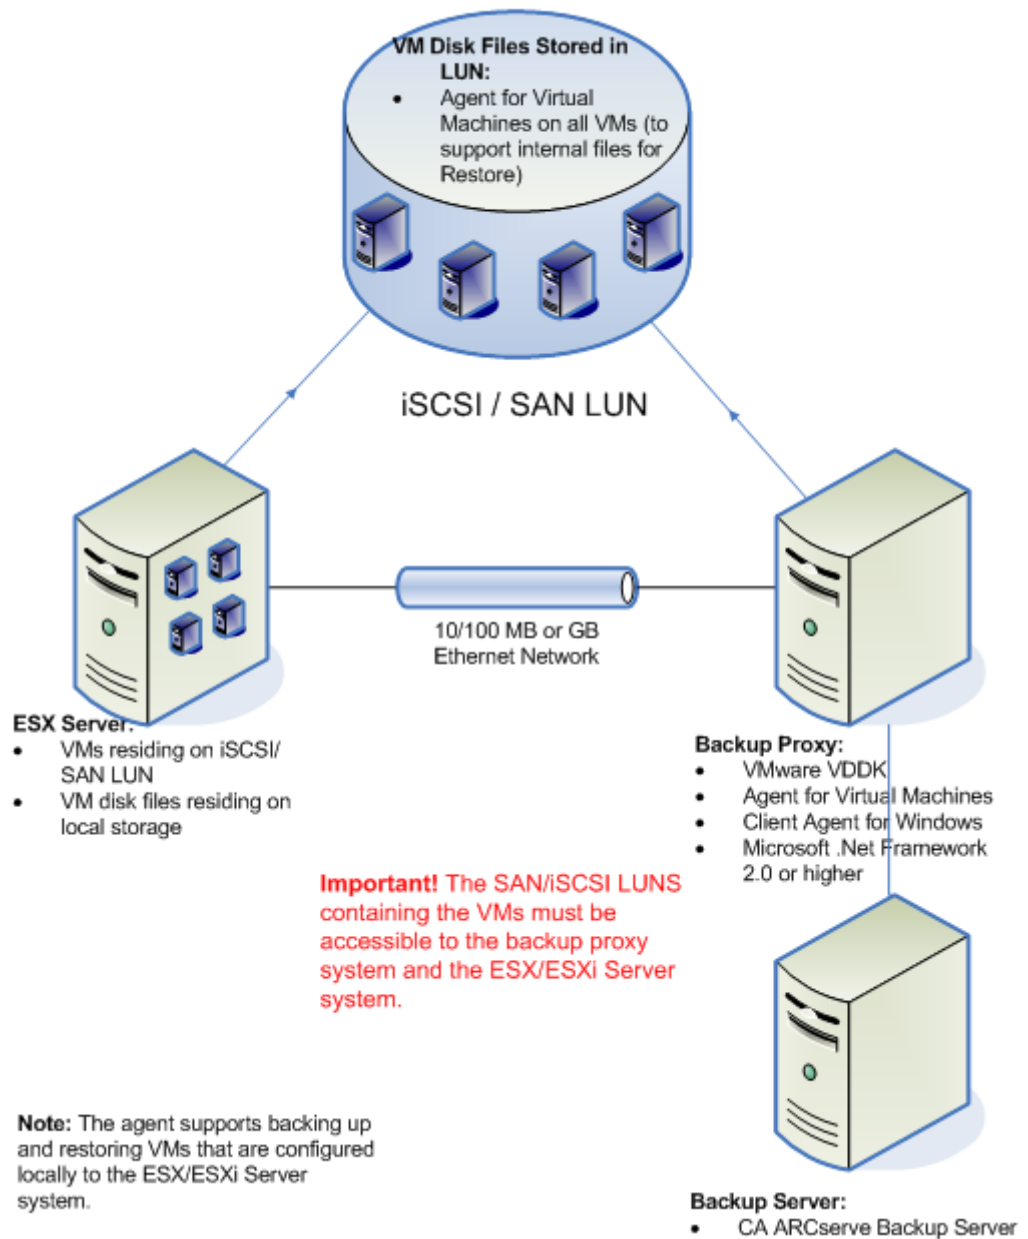 VM Disk Files Stored in
LUN:
• Agent for Virtual
Machines on all VMs (to
support internal files for
Restore)
iSCSI / SAN LUN
10/100 MB or GB
Ethernet Network
ESX Server:
• VMs residing on iSCSI/
SAN LUN
• VM disk files residing on
local storage
Backup Proxy:
• VMware VDDK
• Agent for Virtual Machines
• Client Agent for Windows
• Microsoft .Net Framework
2.0 or higher
Important! The SAN/iSCSI LUNS
containing the VMs must be
accessible to the backup proxy
system and the ESX/ESXi Server
system.
Note: The agent supports backing up
and restoring VMs that are configured
locally to the ESX/ESXi Server
system.
Backup Server:
• CA ARCserve Backup Server